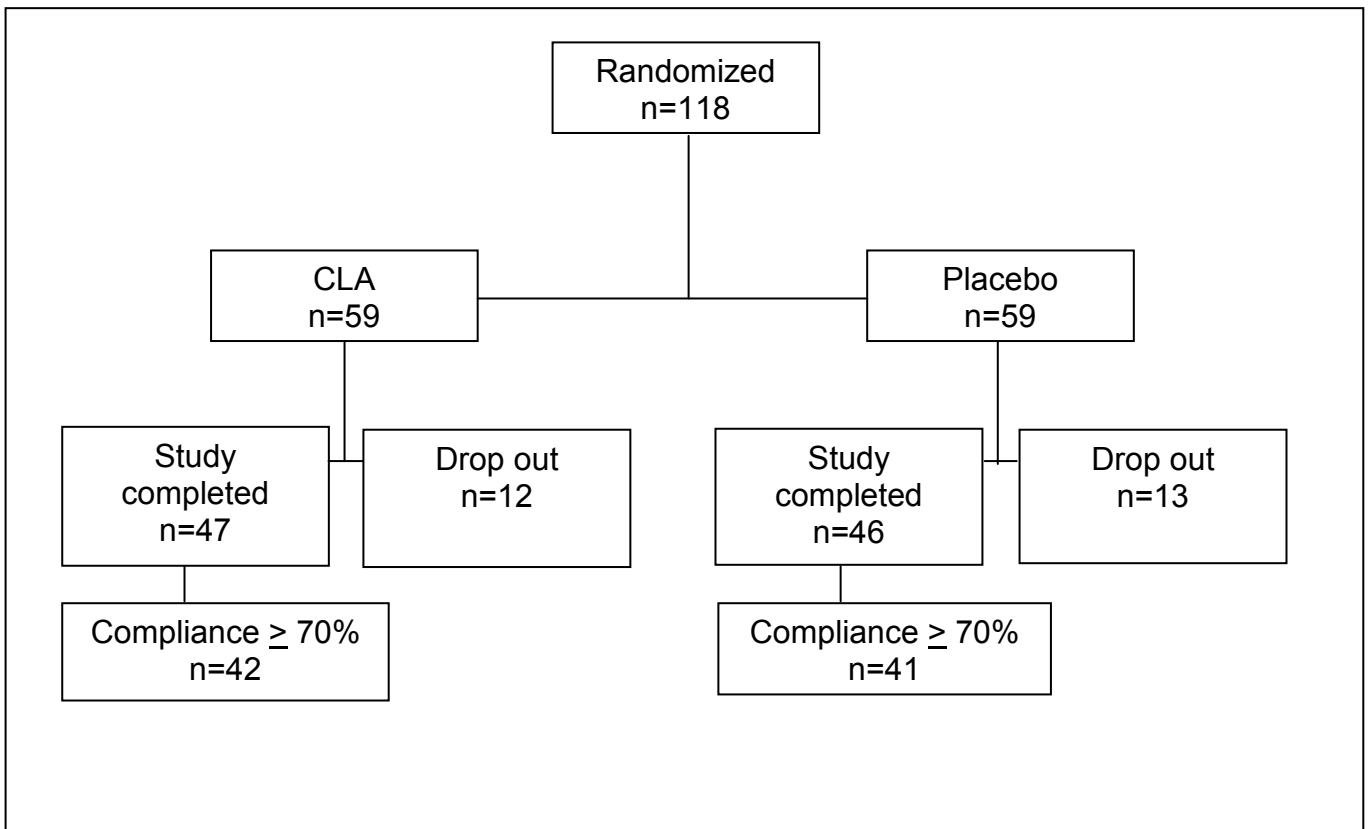 Randomized
n=118
CLA
n=59
Placebo
n=59
Study
completed
n=47
Drop out
n=12
Study
completed
n=46
Drop out
n=13
Compliance ≥ 70%
n=42
Compliance ≥ 70%
n=41